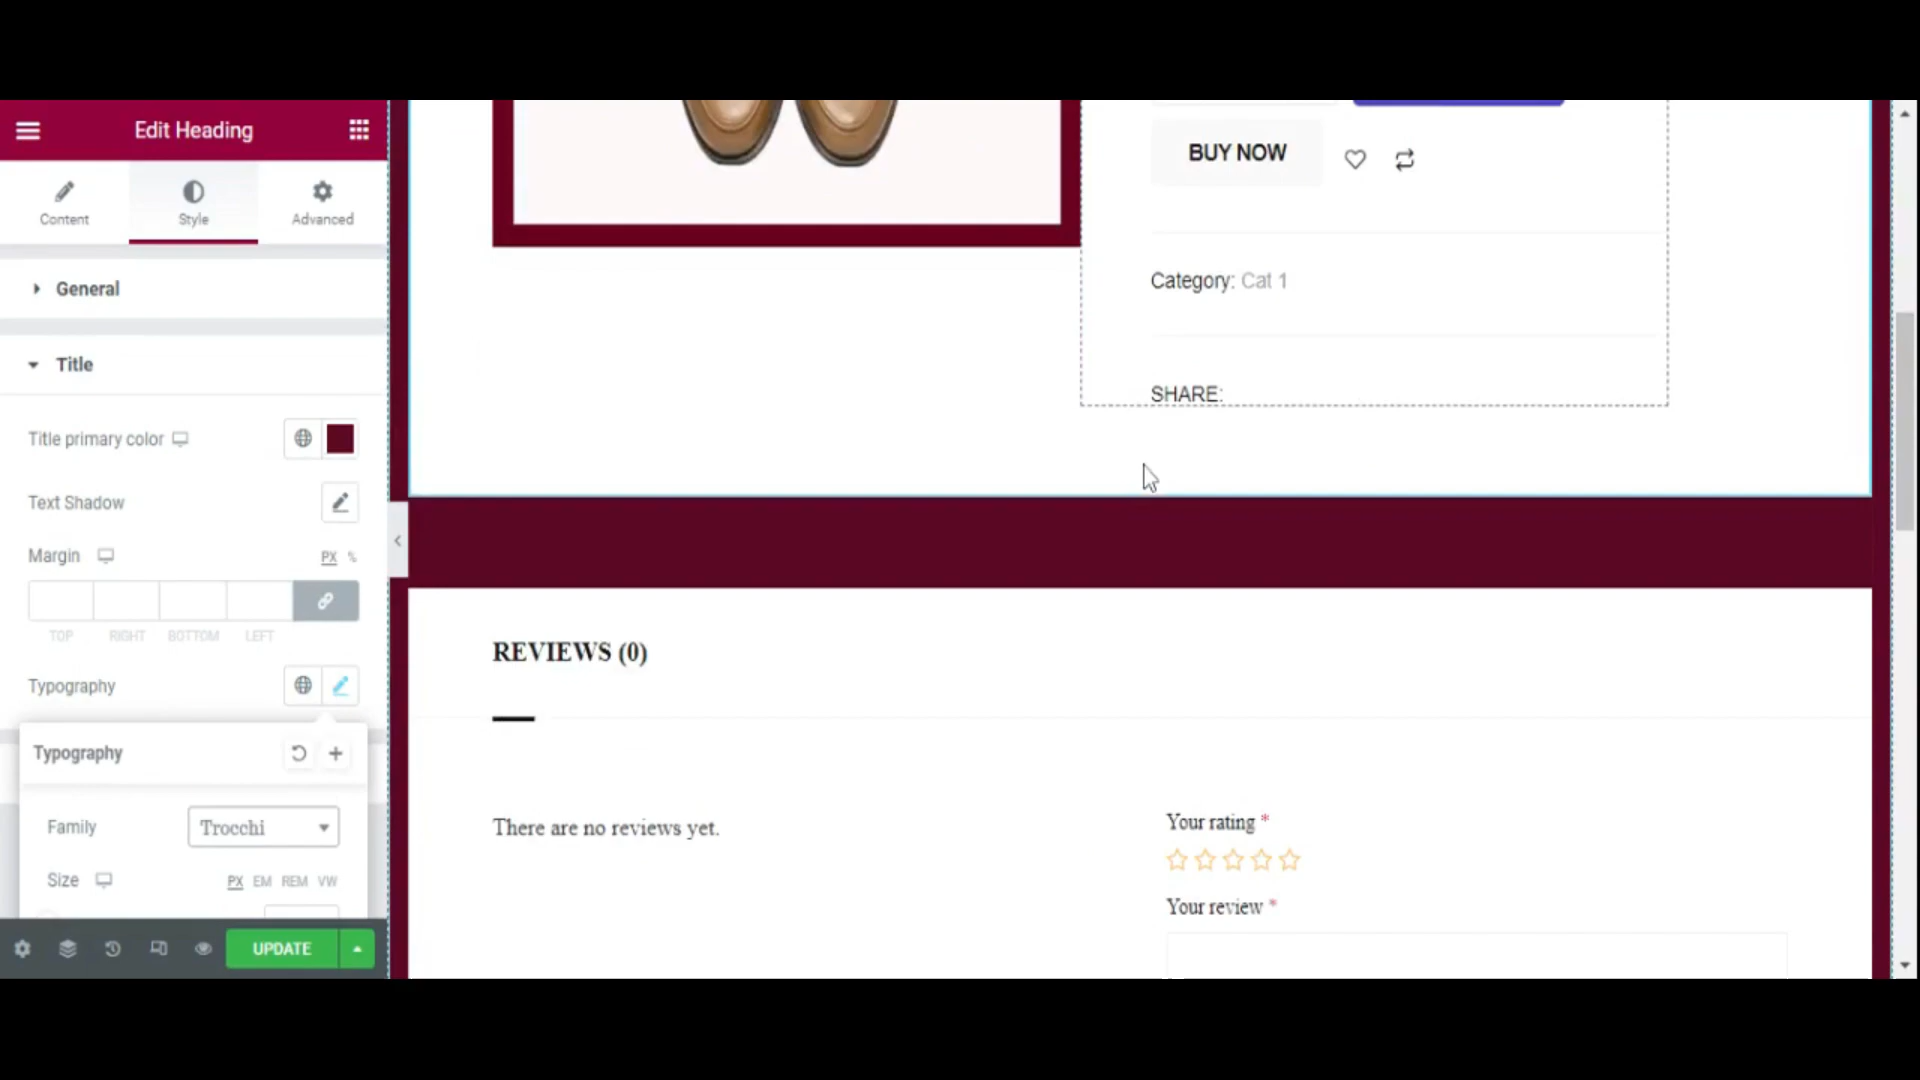 Edit Heading
Content
Style
Advanced
General
Title
Title primary color
Text Shadow
Margin
PX %
TOP RIGHT BOTTOM LEFT
Typography
Typography
Family
Trocchi
Size
PX EM REM VW
UPDATE
BUY NOW
Category: Cat 1
SHARE:
REVIEWS (0)
There are no reviews yet.
Your rating *
Your review *